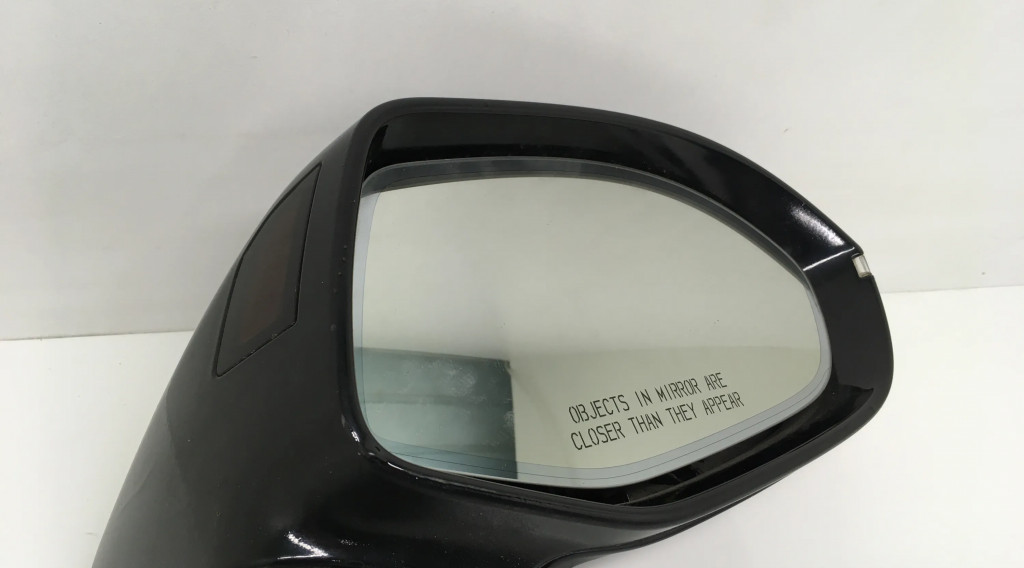 OBJECTS IN MIRROR ARE
CLOSER THAN THEY APPEAR